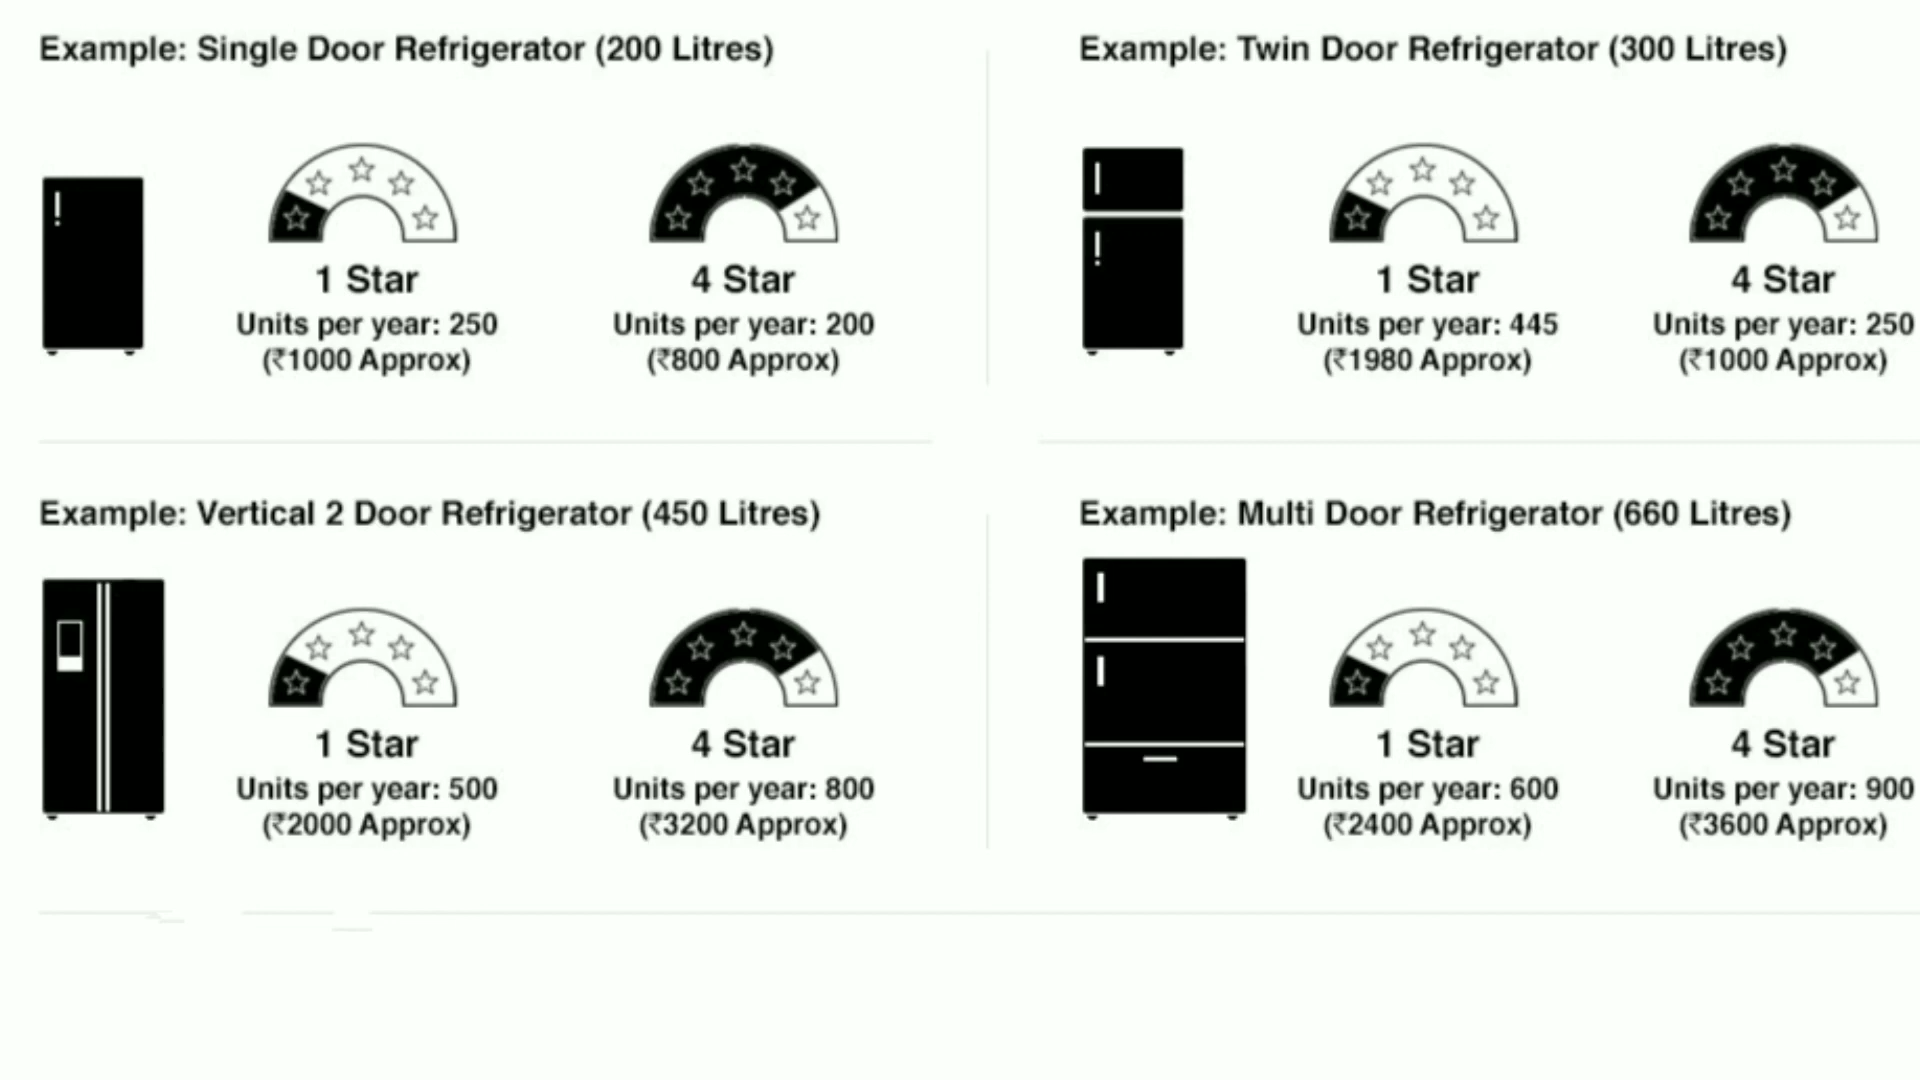 Example: Single Door Refrigerator (200 Litres)
1 Star
Units per year: 250
(₹1000 Approx)
4 Star
Units per year: 200
(₹800 Approx)
Example: Twin Door Refrigerator (300 Litres)
1 Star
Units per year: 445
(₹1980 Approx)
4 Star
Units per year: 250
(₹1000 Approx)
Example: Vertical 2 Door Refrigerator (450 Litres)
1 Star
Units per year: 500
(₹2000 Approx)
4 Star
Units per year: 800
(₹3200 Approx)
Example: Multi Door Refrigerator (660 Litres)
1 Star
Units per year: 600
(₹2400 Approx)
4 Star
Units per year: 900
(₹3600 Approx)